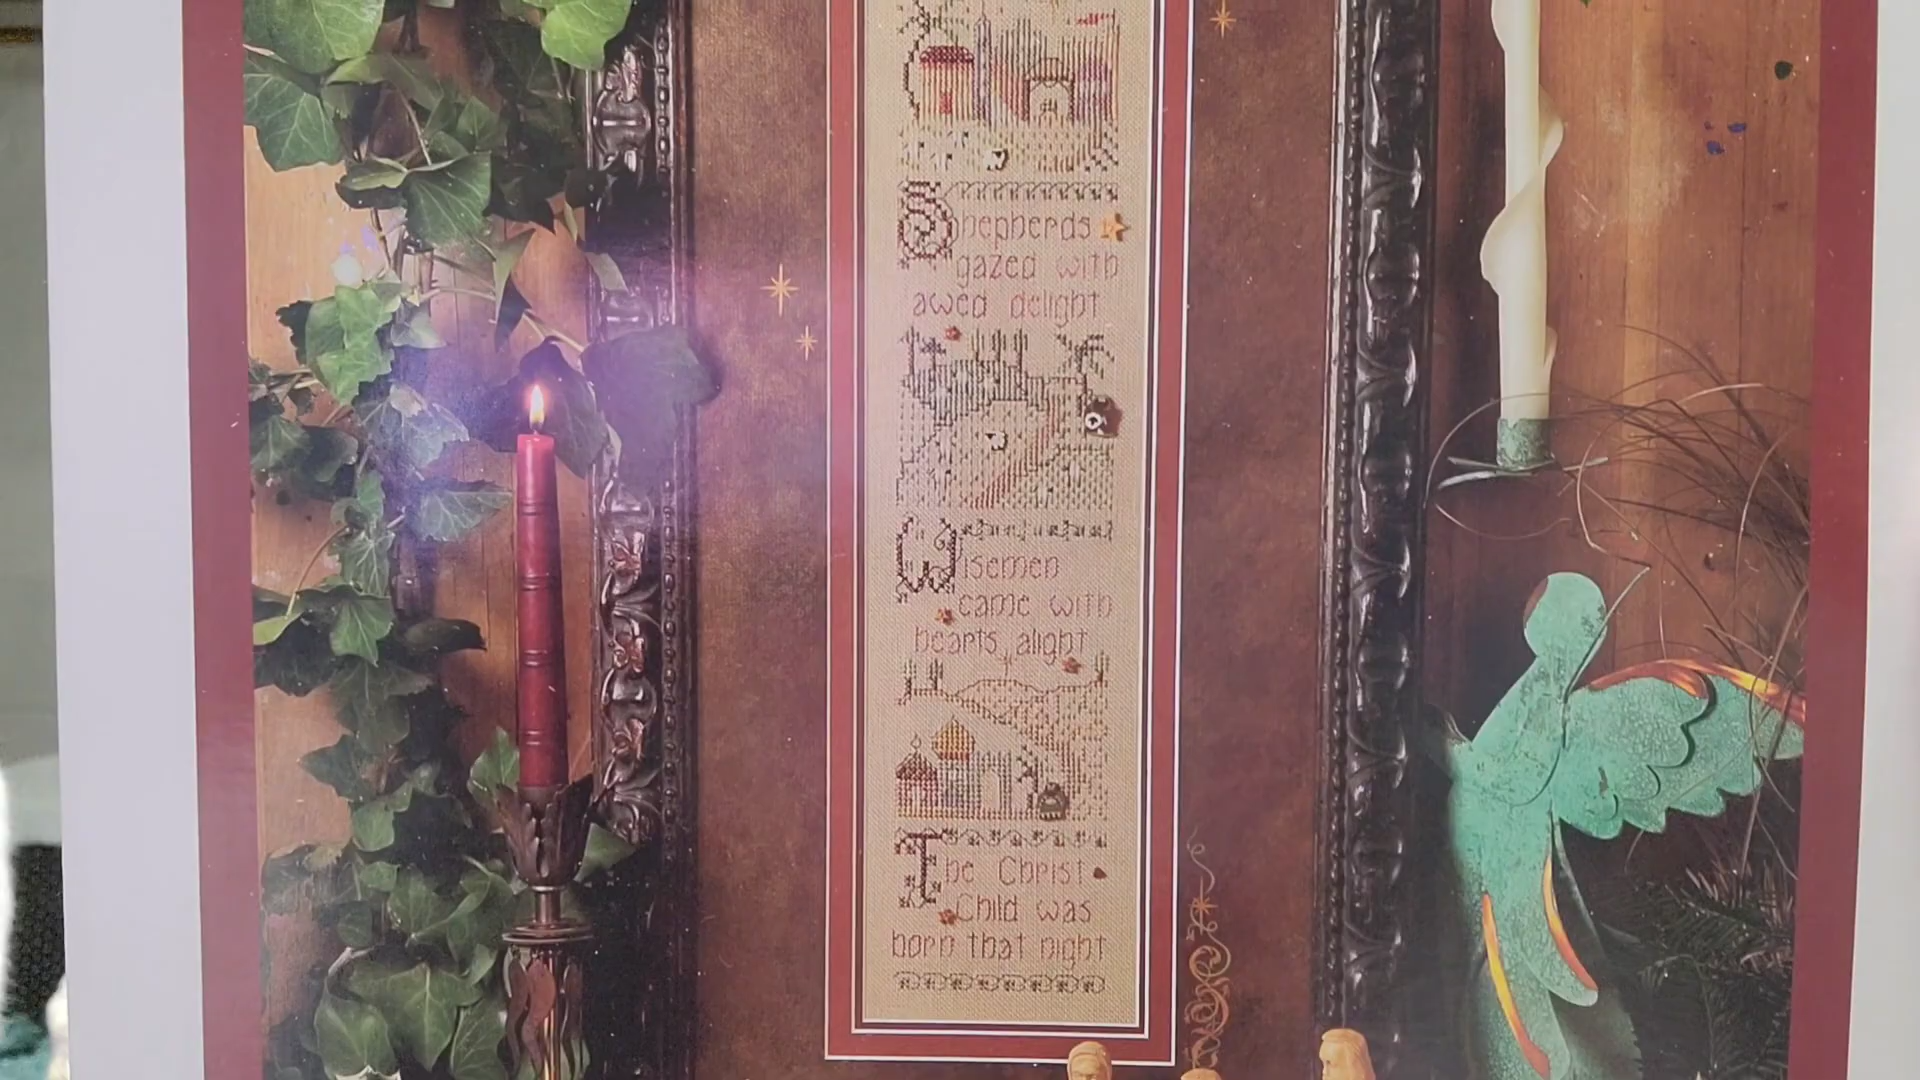 Shepherds
gazed with
awed delight
Wisemen
came with
hearts alight
The Christ
Child was
born that night